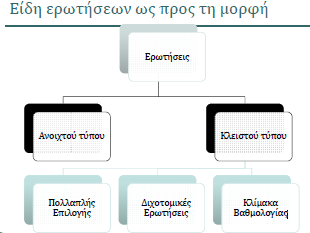 Είδη ερωτήσεων ως προς τη μορφή
Ερωτήσεις
Ανοιχτού τύπου
Κλειστού τύπου
Πολλαπλής
Επιλογής
Διχοτομικές
Ερωτήσεις
Κλίμακα
Βαθμολογίας